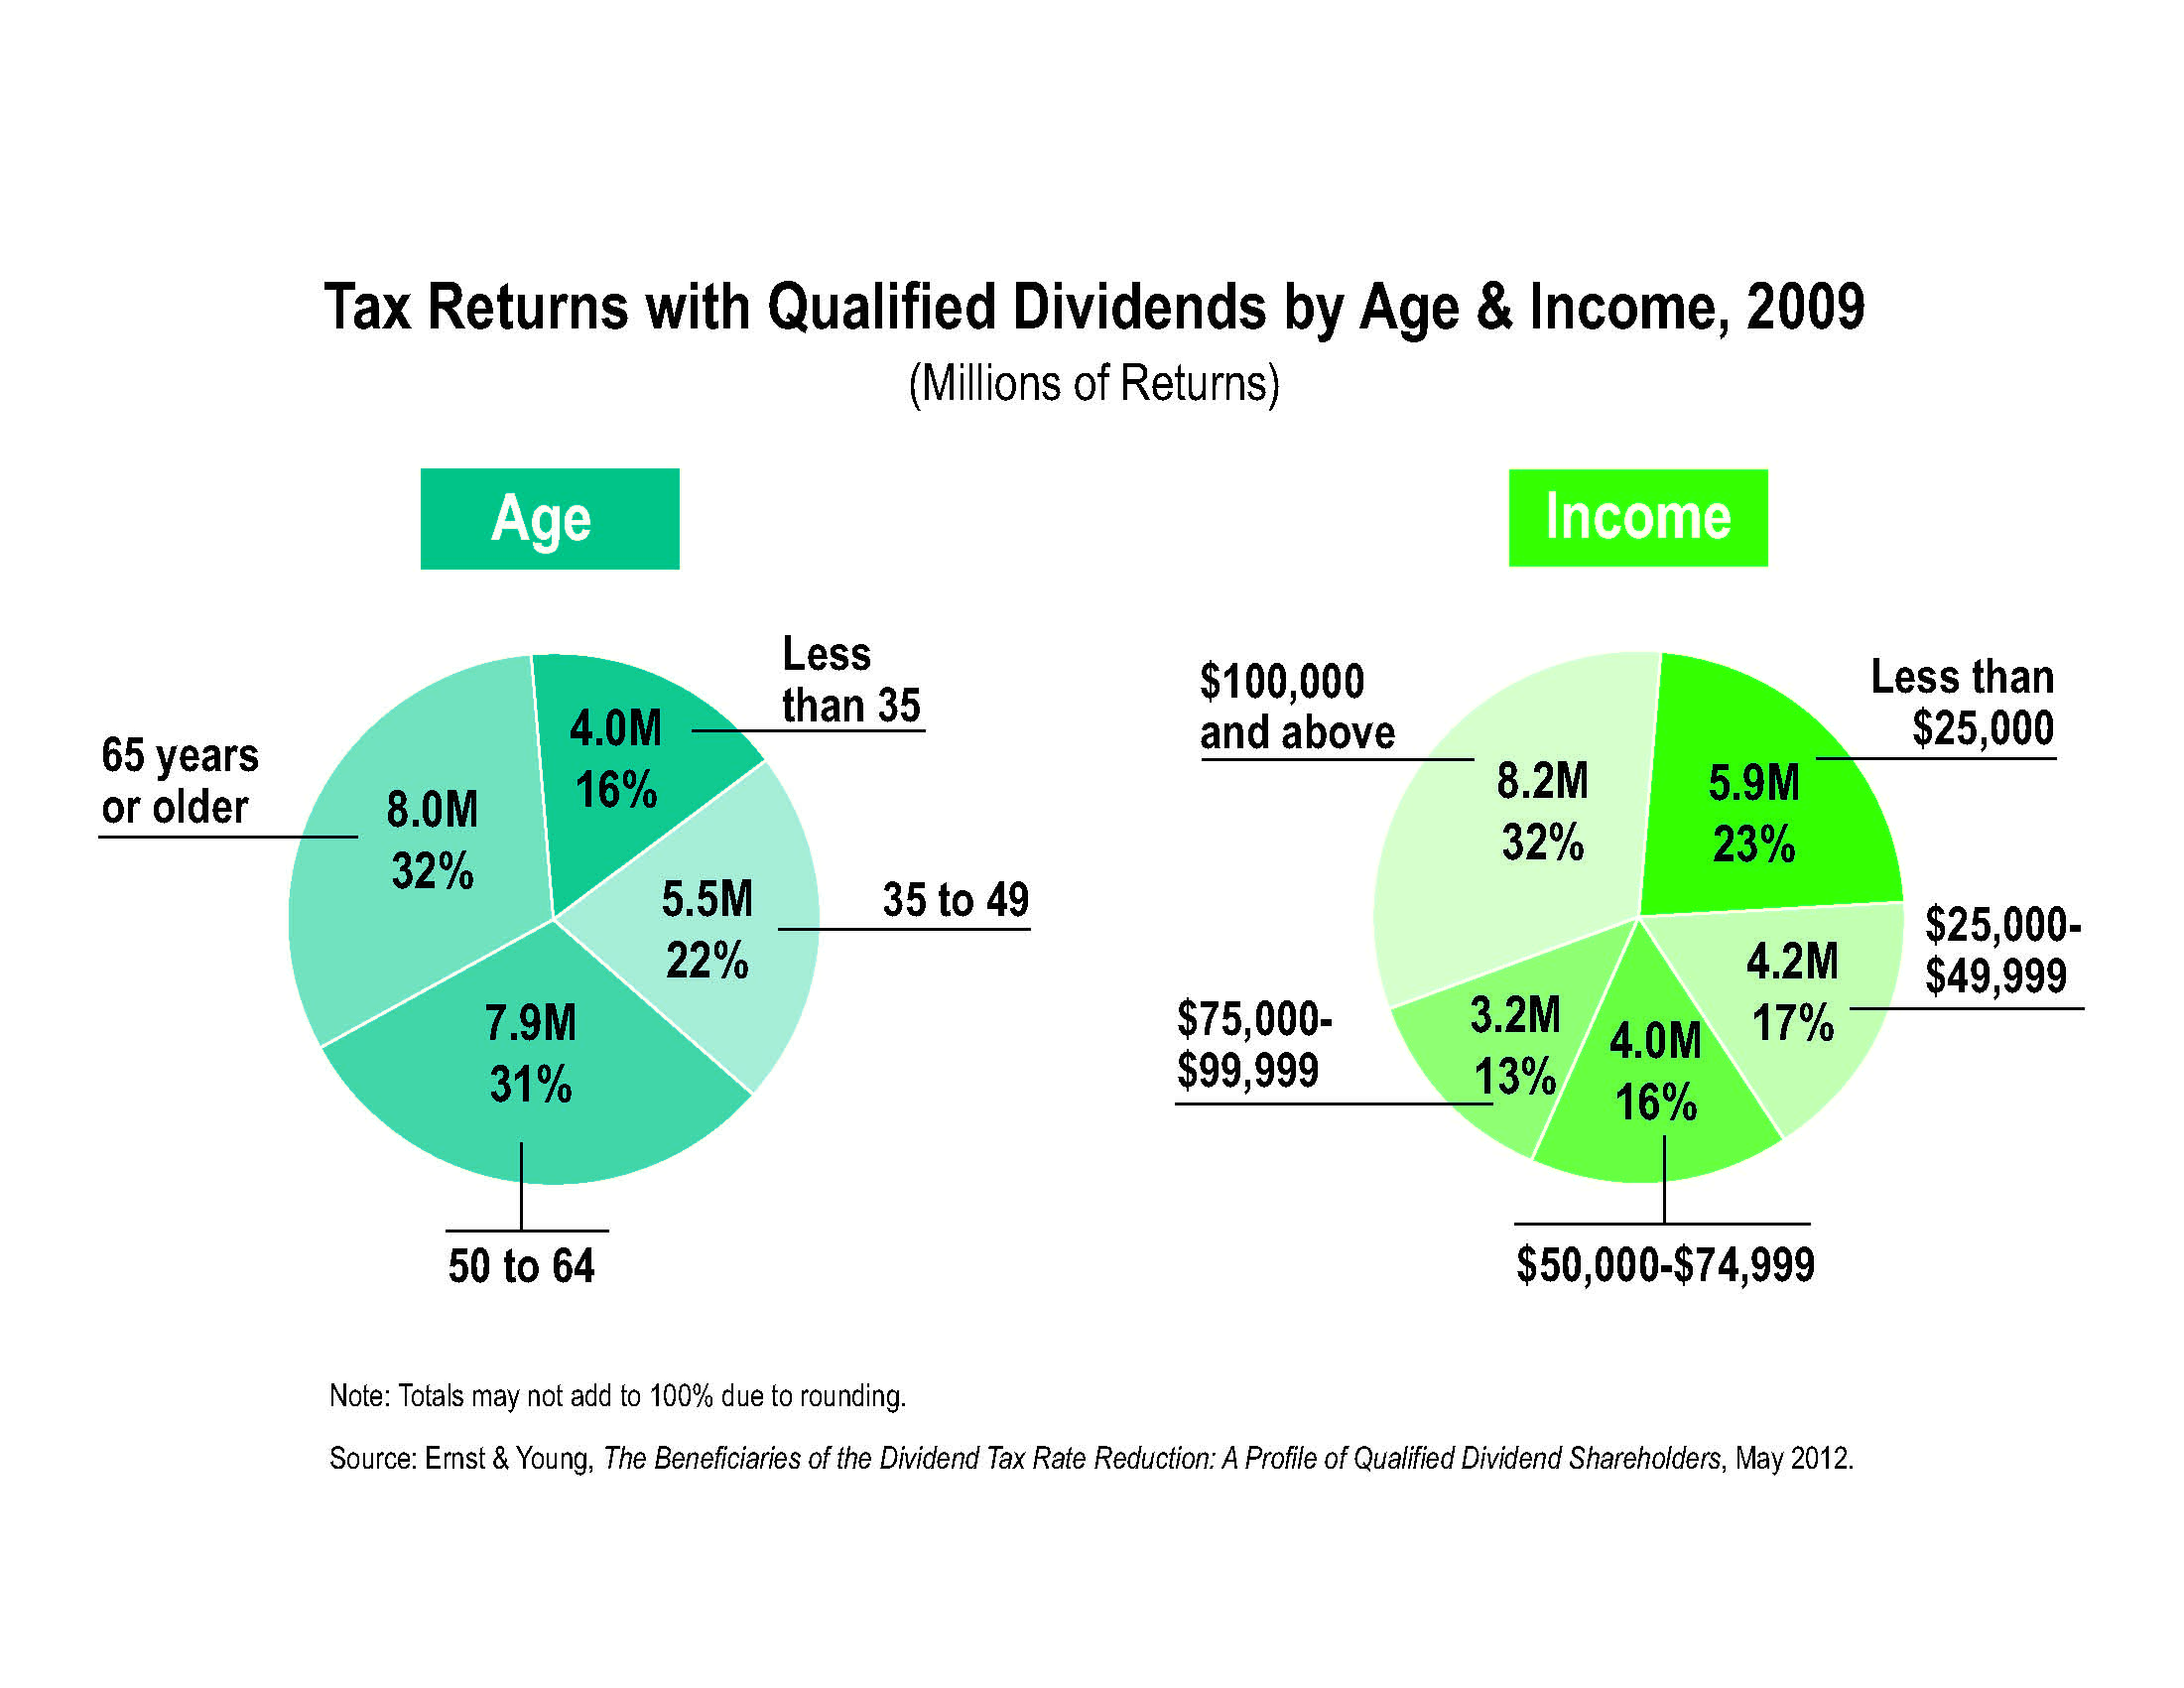 Tax Returns with Qualified Dividends by Age & Income, 2009
(Millions of Returns)
Age
Less
than 35
4.0M
16%
65 years
or older
8.0M
32%
5.5M
22%
35 to 49
7.9M
31%
50 to 64
Income
$100,000
and above
8.2M
32%
Less than
$25,000
5.9M
23%
$25,000-
$49,999
4.2M
17%
$75,000-
$99,999
3.2M
13%
4.0M
16%
$50,000-$74,999
Note: Totals may not add to 100% due to rounding.
Source: Ernst & Young, The Beneficiaries of the Dividend Tax Rate Reduction: A Profile of Qualified Dividend Shareholders, May 2012.